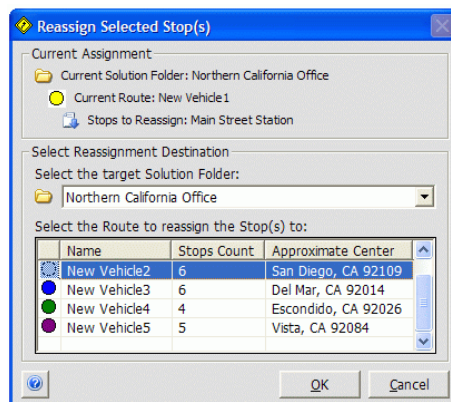 Reassign Selected Stop(s)
Current Assignment
Current Solution Folder: Northern California Office
Current Route: New Vehicle1
Stops to Reassign: Main Street Station
Select Reassignment Destination
Select the target Solution Folder:
Northern California Office
Select the Route to reassign the Stop(s) to:
Name Stops Count Approximate Center
New Vehicle2 6 San Diego, CA 92109
New Vehicle3 6 Del Mar, CA 92014
New Vehicle4 4 Escondido, CA 92026
New Vehicle5 5 Vista, CA 92084
OK Cancel